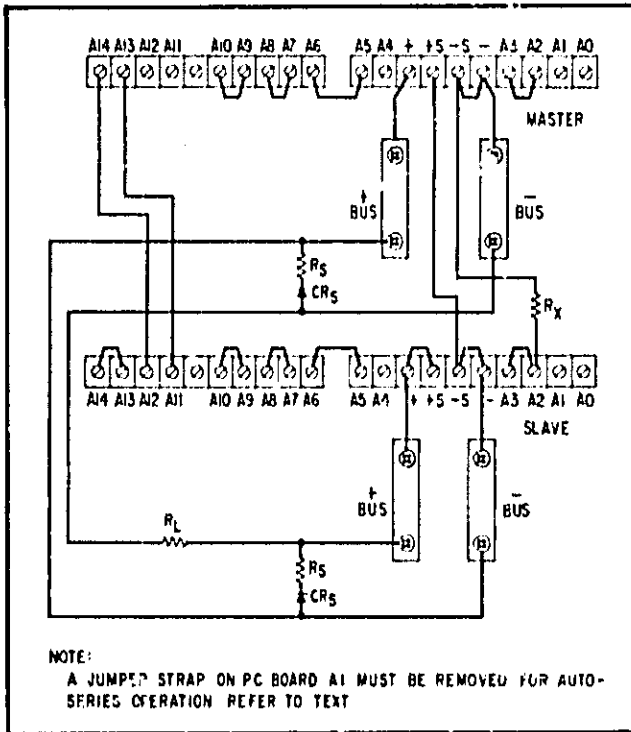 A14 A13 A12 A11 A10 A9 A8 A7 A6 A5 A4 + +S -S - A3 A2 A1 A0
MASTER
+
BUS
-
BUS
RS
CRS
RX
A14 A13 A12 A11 A10 A9 A8 A7 A6 A5 A4 + +S -S - A3 A2 A1 A0
SLAVE
+
BUS
-
BUS
RL
RS
CRS
NOTE:
A JUMPER STRAP ON PC BOARD A1 MUST BE REMOVED FOR AUTO-
SERIES OPERATION REFER TO TEXT